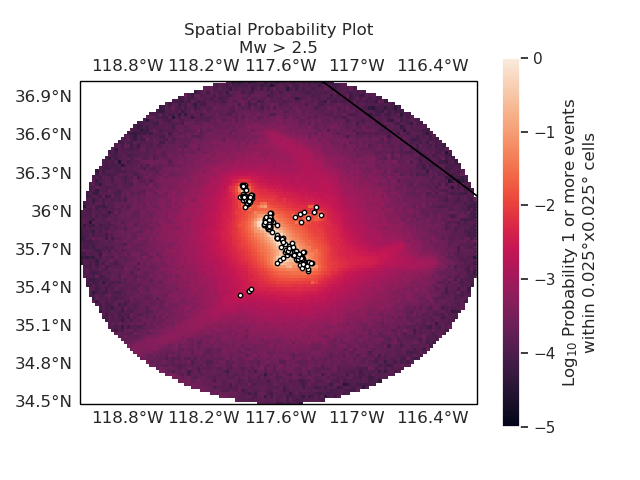 Spatial Probability Plot
Mw > 2.5
118.8°W 118.2°W 117.6°W 117°W 116.4°W
36.9°N
36.6°N
36.3°N
36°N
35.7°N
35.4°N
35.1°N
34.8°N
34.5°N
118.8°W 118.2°W 117.6°W 117°W 116.4°W
0
−1
−2
−3
−4
−5
Log₁₀ Probability 1 or more events
within 0.025°x0.025° cells